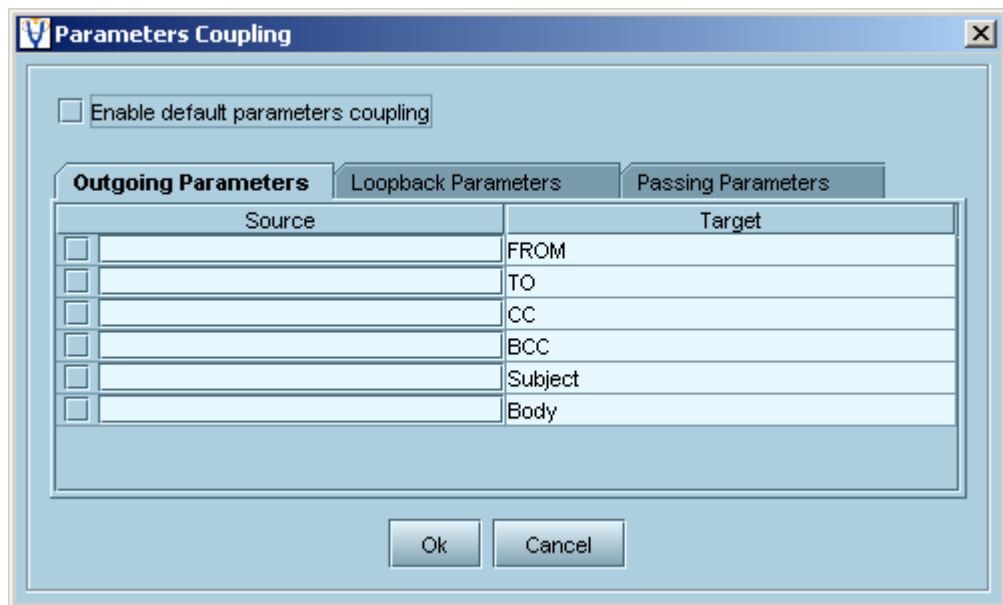 Parameters Coupling
Enable default parameters coupling
Outgoing Parameters Loopback Parameters Passing Parameters
Source Target
FROM
TO
CC
BCC
Subject
Body
Ok Cancel